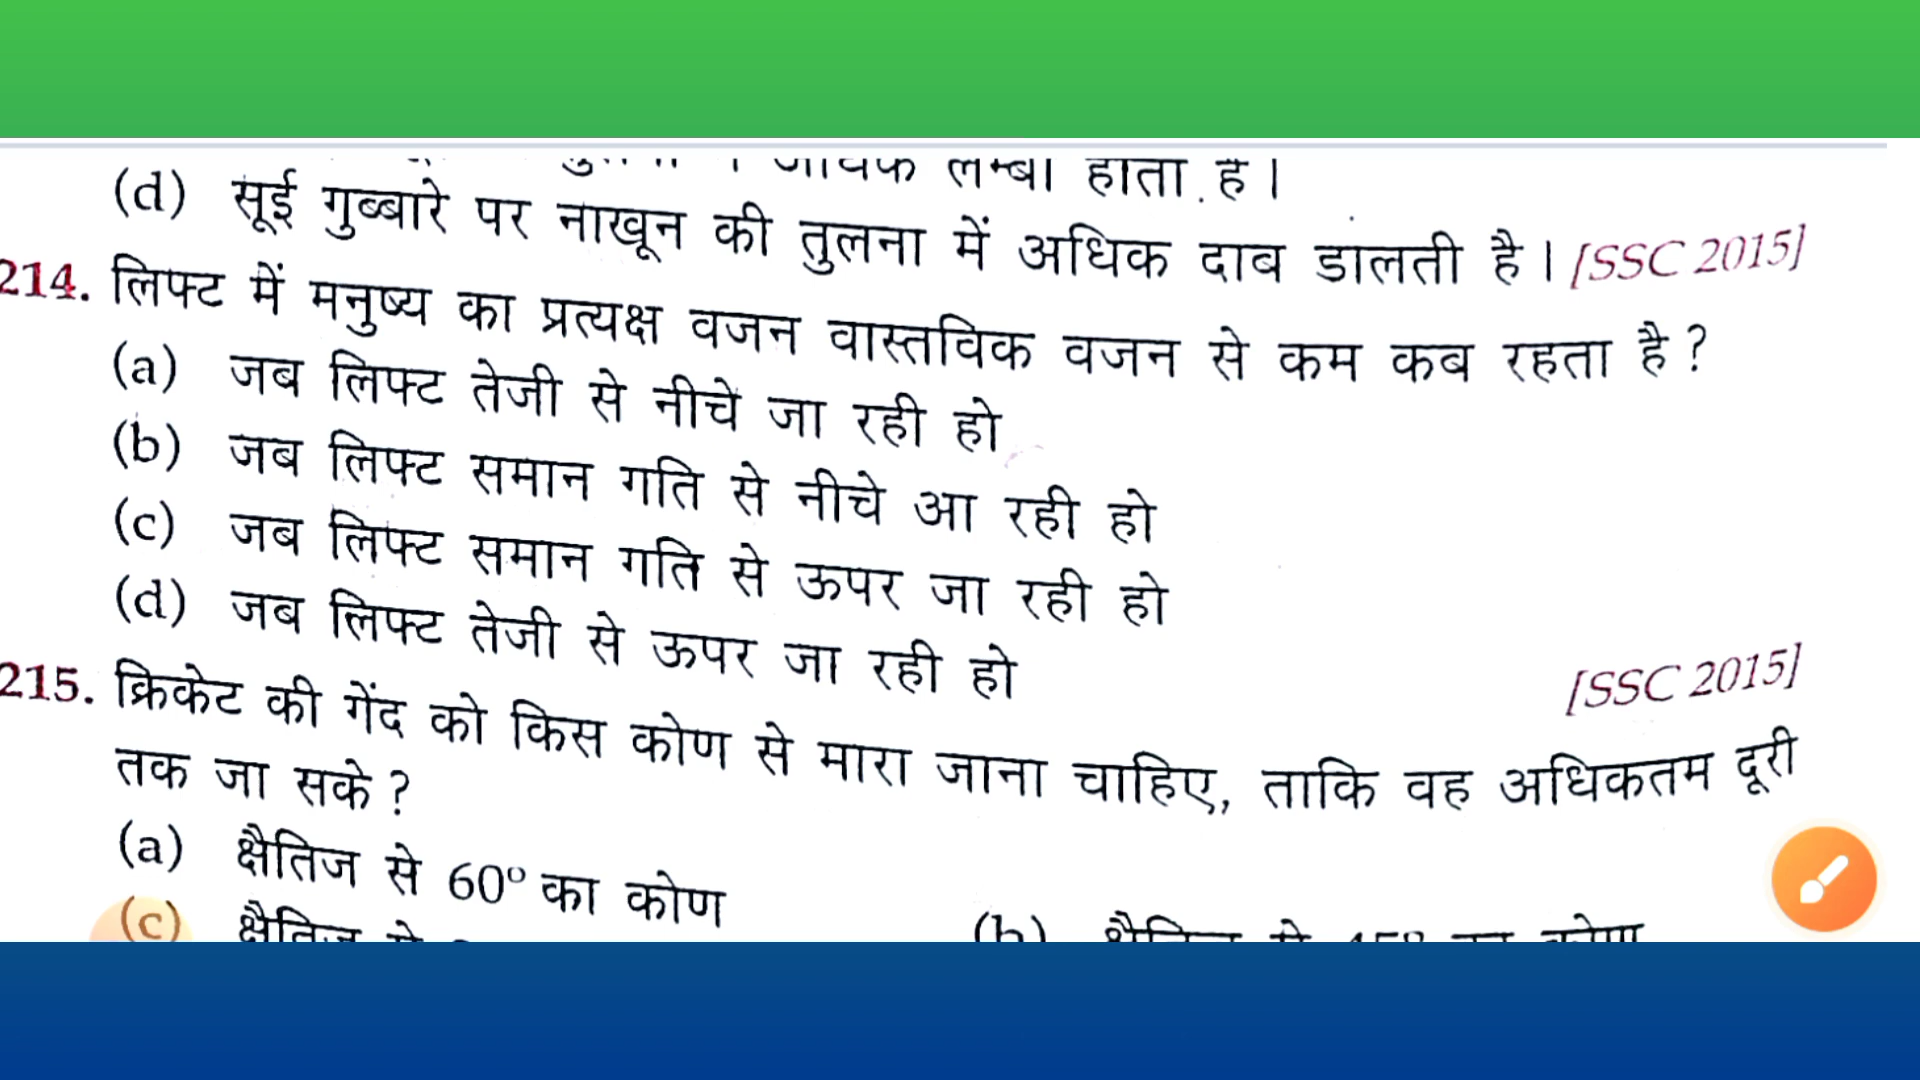 लम्बा होता है।
(d) सूई गुब्बारे पर नाखून की तुलना में अधिक दाब डालती है। [SSC 2015]
214. लिफ्ट में मनुष्य का प्रत्यक्ष वजन वास्तविक वजन से कम कब रहता है?
(a) जब लिफ्ट तेजी से नीचे जा रही हो
(b) जब लिफ्ट समान गति से नीचे आ रही हो
(c) जब लिफ्ट समान गति से ऊपर जा रही हो
(d) जब लिफ्ट तेजी से ऊपर जा रही हो [SSC 2015]
215. क्रिकेट की गेंद को किस कोण से मारा जाना चाहिए, ताकि वह अधिकतम दूरी
तक जा सके?
(a) क्षैतिज से 60° का कोण
(c) क्षैतिज से